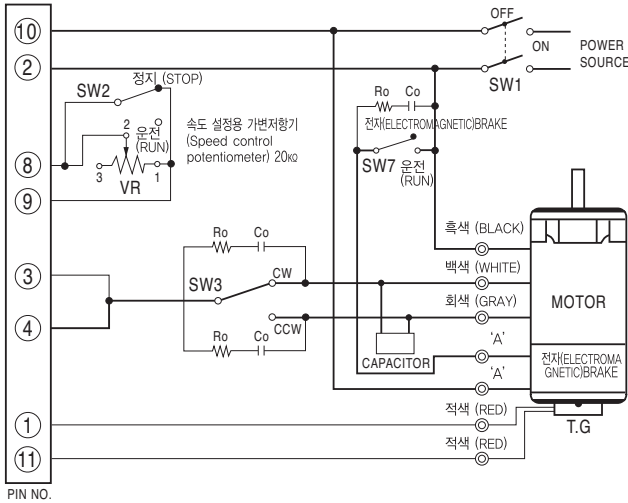 10
OFF
ON
POWER
SOURCE
2
SW1
정지 (STOP)
SW2
Ro
Co
전자(ELECTROMAGNETIC)BRAKE
2
운전
(RUN)
속도 설정용 가변저항기
(Speed control
potentiometer) 20㏀
8
3
VR
1
SW7
운전
(RUN)
9
흑색 (BLACK)
Ro
Co
백색 (WHITE)
3
SW3
CW
회색 (GRAY)
MOTOR
4
CCW
'A'
Ro
Co
CAPACITOR
전자(ELECTROMA
GNETIC)BRAKE
'A'
적색 (RED)
1
T.G
적색 (RED)
11
PIN NO.